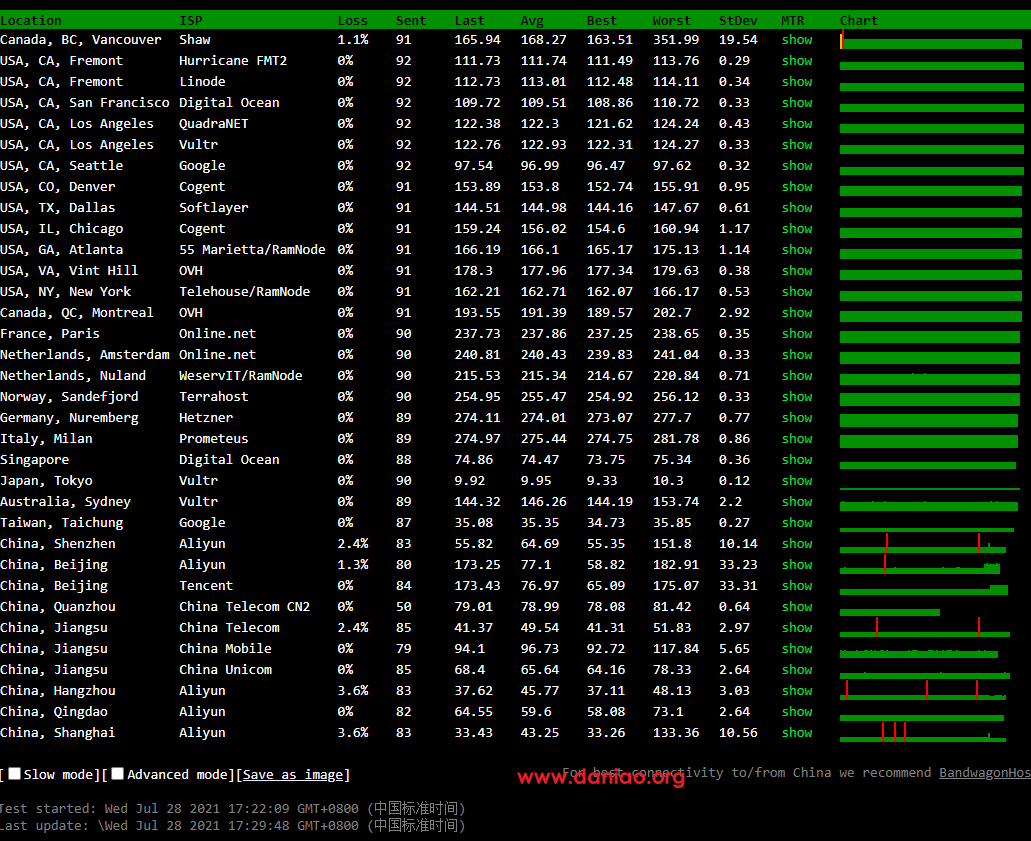 Location ISP Loss Sent Last Avg Best Worst StDev MTR Chart
Canada, BC, Vancouver Shaw 1.1% 91 165.94 168.27 163.51 351.99 19.54 show
USA, CA, Fremont Hurricane FMT2 0% 92 111.73 111.74 111.49 113.76 0.29 show
USA, CA, Fremont Linode 0% 92 112.73 113.01 112.48 114.11 0.34 show
USA, CA, San Francisco Digital Ocean 0% 92 109.72 109.51 108.86 110.72 0.33 show
USA, CA, Los Angeles QuadraNET 0% 92 122.38 122.3 121.62 124.24 0.43 show
USA, CA, Los Angeles Vultr 0% 92 122.76 122.93 122.31 124.27 0.33 show
USA, CA, Seattle Google 0% 92 97.54 96.99 96.47 97.62 0.32 show
USA, CO, Denver Cogent 0% 91 153.89 153.8 152.74 155.91 0.95 show
USA, TX, Dallas Softlayer 0% 91 144.51 144.98 144.16 147.67 0.61 show
USA, IL, Chicago Cogent 0% 91 159.24 156.02 154.6 160.94 1.17 show
USA, GA, Atlanta 55 Marietta/RamNode 0% 91 166.19 166.1 165.17 175.13 1.14 show
USA, VA, Vint Hill OVH 0% 91 178.3 177.96 177.34 179.63 0.38 show
USA, NY, New York Telehouse/RamNode 0% 91 162.21 162.71 162.07 166.17 0.53 show
Canada, QC, Montreal OVH 0% 91 193.55 191.39 189.57 202.7 2.92 show
France, Paris Online.net 0% 90 237.73 237.86 237.25 238.65 0.35 show
Netherlands, Amsterdam Online.net 0% 90 240.81 240.43 239.83 241.04 0.33 show
Netherlands, Nuland WeservIT/RamNode 0% 90 215.53 215.34 214.67 220.84 0.71 show
Norway, Sandefjord Terrahost 0% 90 254.95 255.47 254.92 256.12 0.33 show
Germany, Nuremberg Hetzner 0% 89 274.11 274.01 273.07 277.7 0.77 show
Italy, Milan Prometeus 0% 89 274.97 275.44 274.75 281.78 0.86 show
Singapore Digital Ocean 0% 88 74.86 74.47 73.75 75.34 0.36 show
Japan, Tokyo Vultr 0% 90 9.92 9.95 9.33 10.3 0.12 show
Australia, Sydney Vultr 0% 89 144.32 146.26 144.19 153.74 2.2 show
Taiwan, Taichung Google 0% 87 35.08 35.35 34.73 35.85 0.27 show
China, Shenzhen Aliyun 2.4% 83 55.82 64.69 55.35 151.8 10.14 show
China, Beijing Aliyun 1.3% 80 173.25 77.1 58.82 182.91 33.23 show
China, Beijing Tencent 0% 84 173.43 76.97 65.09 175.07 33.31 show
China, Quanzhou China Telecom CN2 0% 50 79.01 78.99 78.08 81.42 0.64 show
China, Jiangsu China Telecom 2.4% 85 41.37 49.54 41.31 51.83 2.97 show
China, Jiangsu China Mobile 0% 79 94.1 96.73 92.72 117.84 5.65 show
China, Jiangsu China Unicom 0% 85 68.4 65.64 64.16 78.33 2.64 show
China, Hangzhou Aliyun 3.6% 83 37.62 45.77 37.11 48.13 3.03 show
China, Qingdao Aliyun 0% 82 64.55 59.6 58.08 73.1 2.64 show
China, Shanghai Aliyun 3.6% 83 33.43 43.25 33.26 133.36 10.56 show
[Slow mode][Advanced mode][Save as image]
For best connectivity to/from China we recommend BandwagonHos
www.daniao.org
Test started: Wed Jul 28 2021 17:22:09 GMT+0800 (中国标准时间)
Last update: \Wed Jul 28 2021 17:29:48 GMT+0800 (中国标准时间)